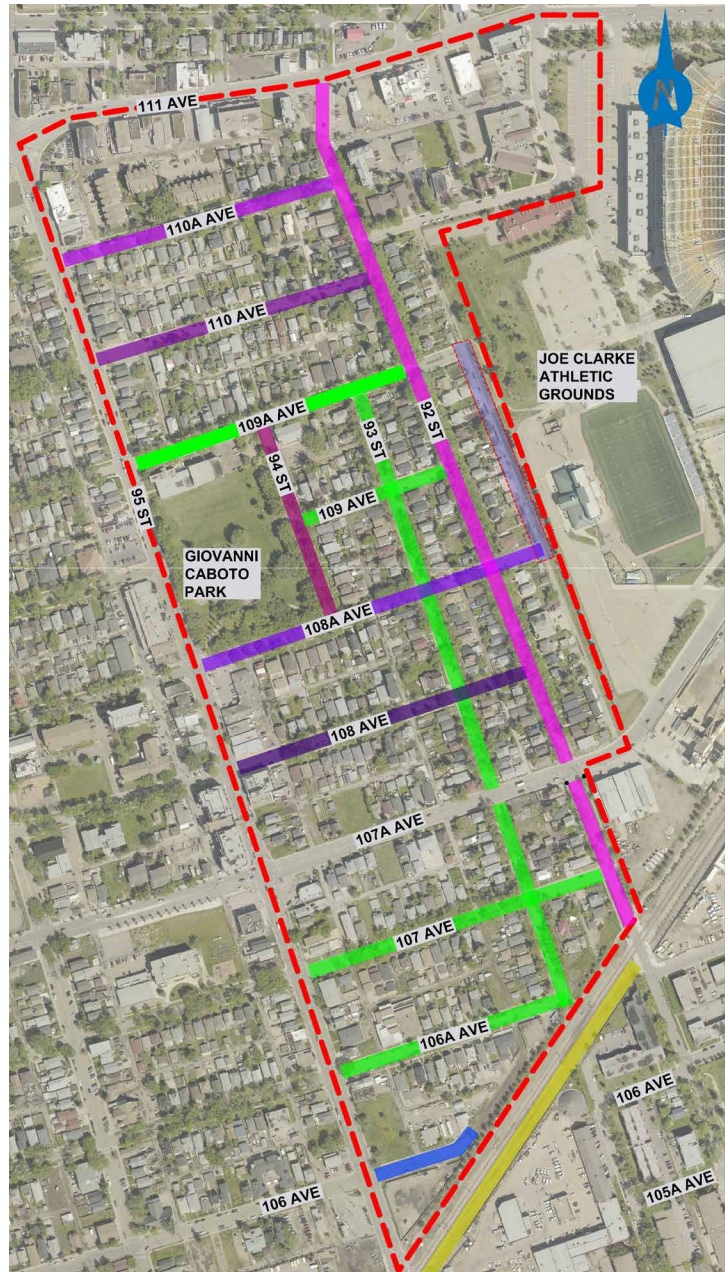 N
111 AVE
110A AVE
110 AVE
JOE CLARKE
ATHLETIC
GROUNDS
109A AVE
93 ST
92 ST
94 ST
95 ST
109 AVE
GIOVANNI
CABOTO
PARK
108A AVE
108 AVE
107A AVE
107 AVE
106A AVE
106 AVE
106 AVE
105A AVE